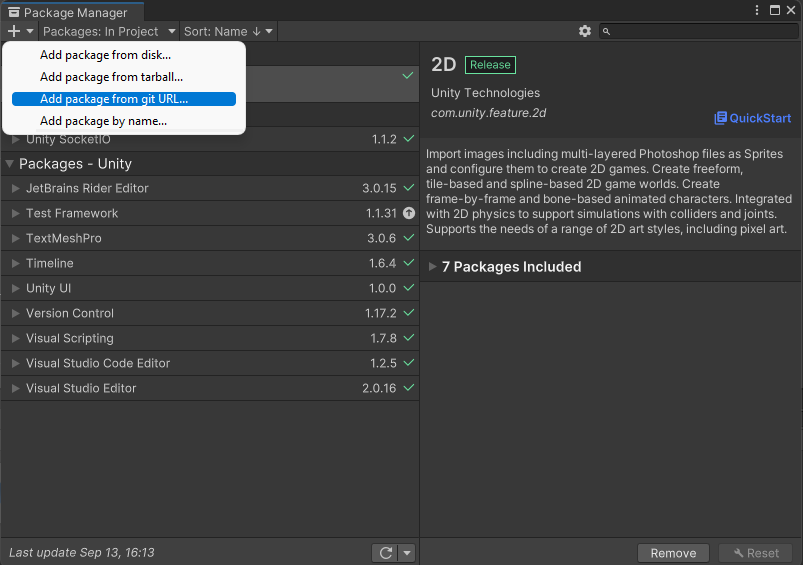 Package Manager
Packages: In Project
Sort: Name ↓
Add package from disk...
Add package from tarball...
Add package from git URL...
Add package by name...
Unity SocketIO 1.1.2
Packages - Unity
JetBrains Rider Editor 3.0.15
Test Framework 1.1.31
TextMeshPro 3.0.6
Timeline 1.6.4
Unity UI 1.0.0
Version Control 1.17.2
Visual Scripting 1.7.8
Visual Studio Code Editor 1.2.5
Visual Studio Editor 2.0.16
Last update Sep 13, 16:13
2D Release
Unity Technologies
com.unity.feature.2d
QuickStart
Import images including multi-layered Photoshop files as Sprites
and configure them to create 2D games. Create freeform,
tile-based and spline-based 2D game worlds. Create
frame-by-frame and bone-based animated characters. Integrated
with 2D physics to support simulations with colliders and joints.
Supports the needs of a range of 2D art styles, including pixel art.
7 Packages Included
Remove
Reset